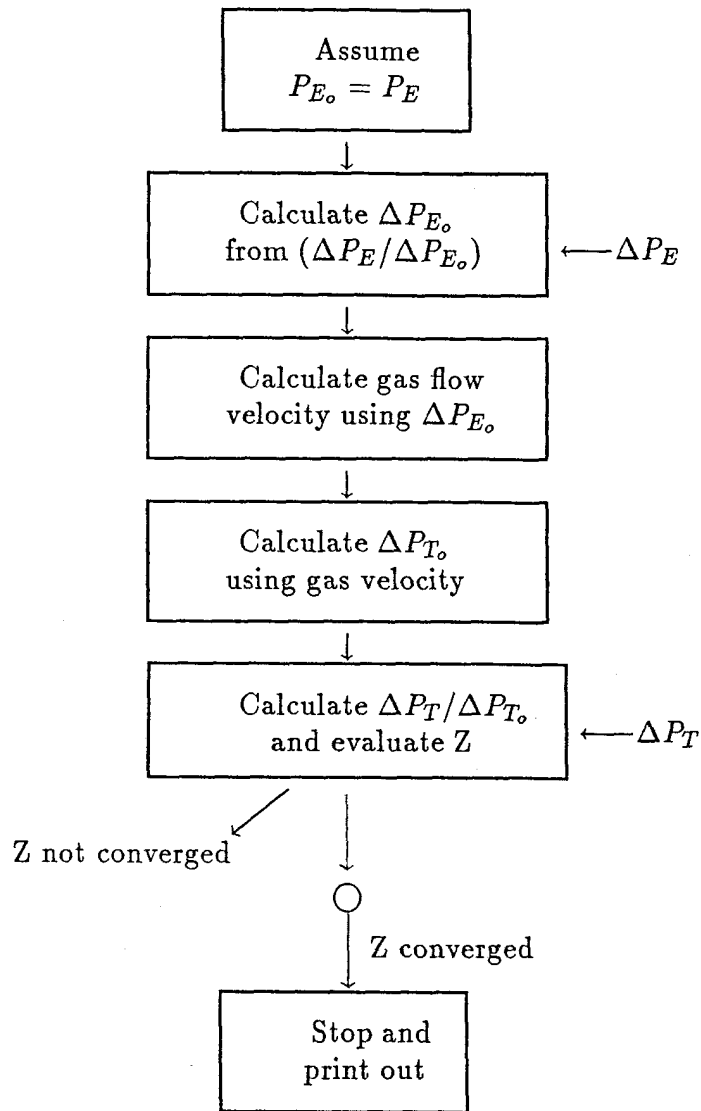 Assume
P_{E_o} = P_E
Calculate ΔP_{E_o}
from (ΔP_E/ΔP_{E_o})
←—ΔP_E
Calculate gas flow
velocity using ΔP_{E_o}
Calculate ΔP_{T_o}
using gas velocity
Calculate ΔP_T/ΔP_{T_o}
and evaluate Z
←—ΔP_T
Z not converged
Z converged
Stop and
print out